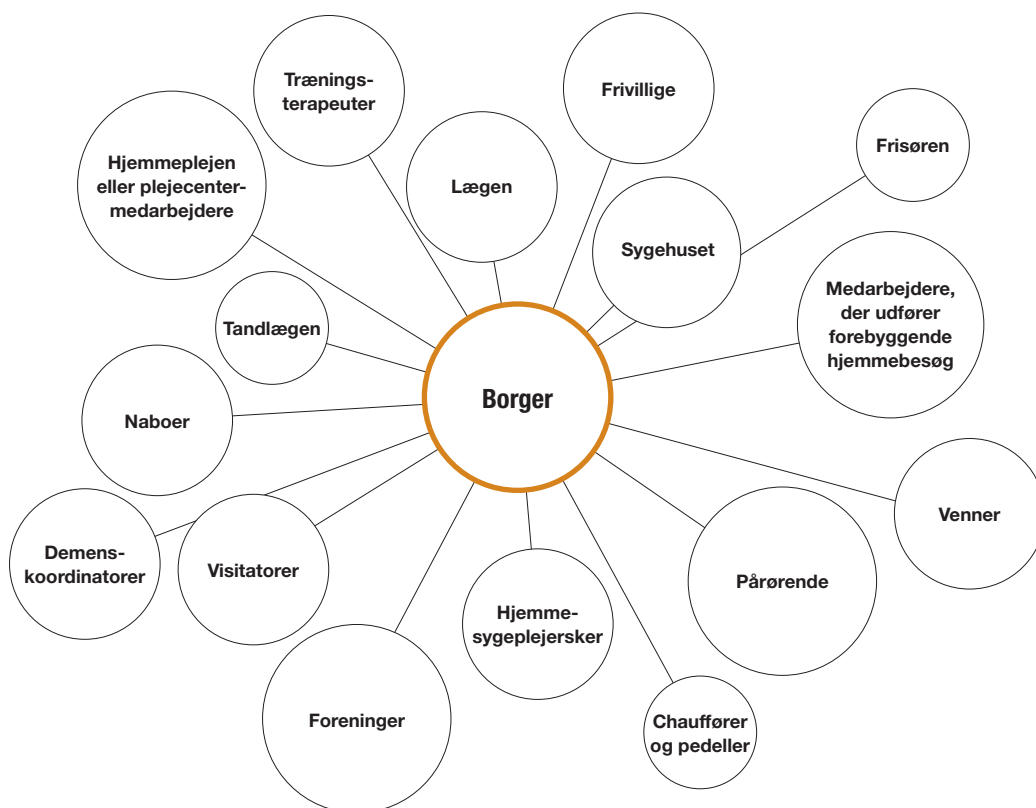 Trænings-
terapeuter
Frivillige
Frisøren
Hjemmeplejen
eller plejecenter-
medarbejdere
Lægen
Sygehuset
Medarbejdere,
der udfører
forebyggende
hjemmebesøg
Tandlægen
Borger
Naboer
Venner
Demens-
koordinatorer
Visitatorer
Pårørende
Hjemme-
sygeplejersker
Foreninger
Chauffører
og pedeller